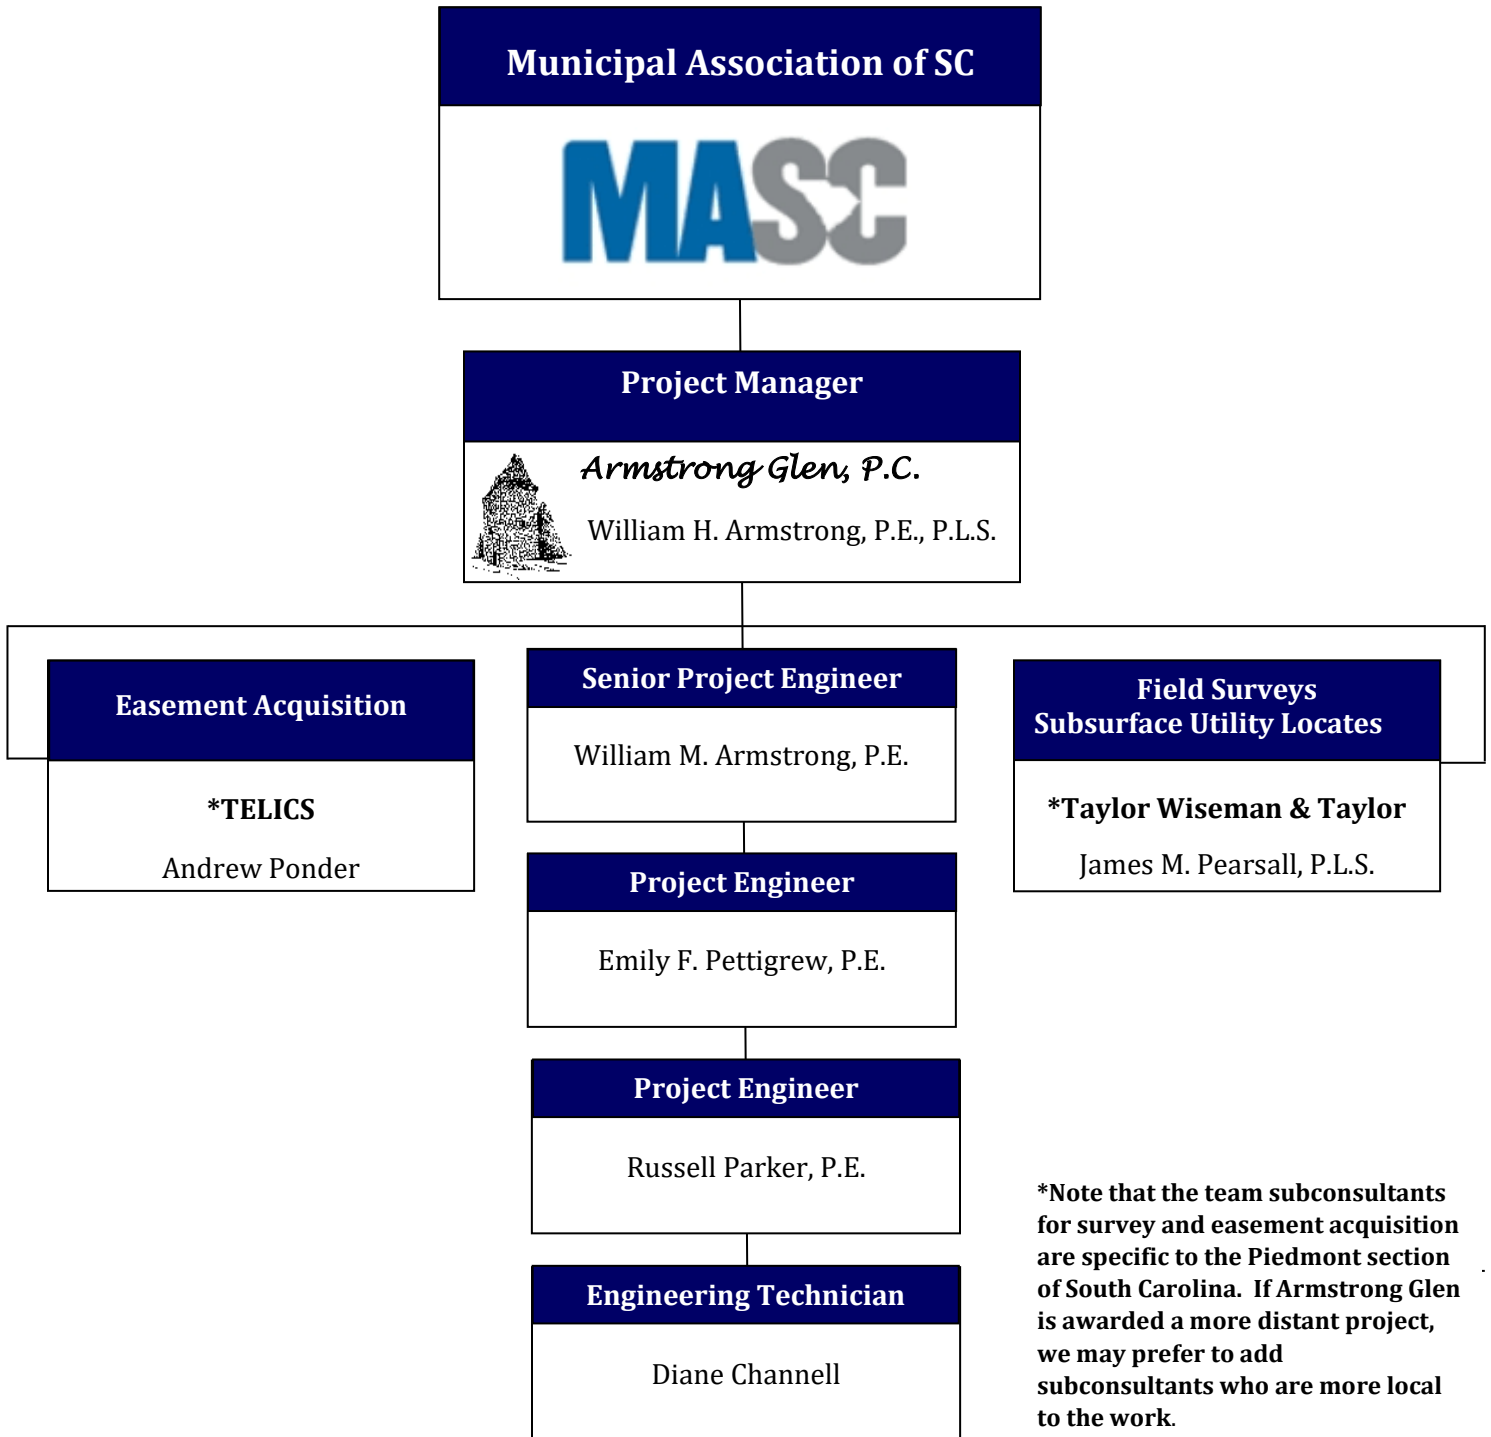 Municipal Association of SC
MASC
Project Manager
Armstrong Glen, P.C.
William H. Armstrong, P.E., P.L.S.
Easement Acquisition
*TELICS
Andrew Ponder
Senior Project Engineer
William M. Armstrong, P.E.
Field Surveys
Subsurface Utility Locates
*Taylor Wiseman & Taylor
James M. Pearsall, P.L.S.
Project Engineer
Emily F. Pettigrew, P.E.
Project Engineer
Russell Parker, P.E.
Engineering Technician
Diane Channell
*Note that the team subconsultants
for survey and easement acquisition
are specific to the Piedmont section
of South Carolina.  If Armstrong Glen
is awarded a more distant project,
we may prefer to add
subconsultants who are more local
to the work.